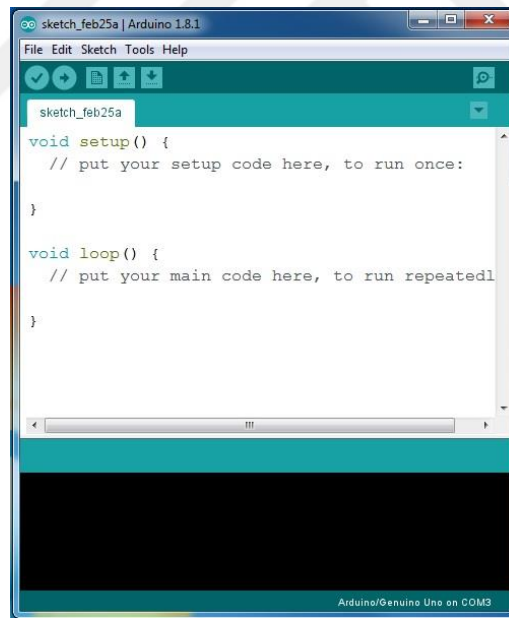 sketch_feb25a | Arduino 1.8.1
File Edit Sketch Tools Help
sketch_feb25a
void setup() {
// put your setup code here, to run once:
}
void loop() {
// put your main code here, to run repeatedl
}
Arduino/Genuino Uno on COM3